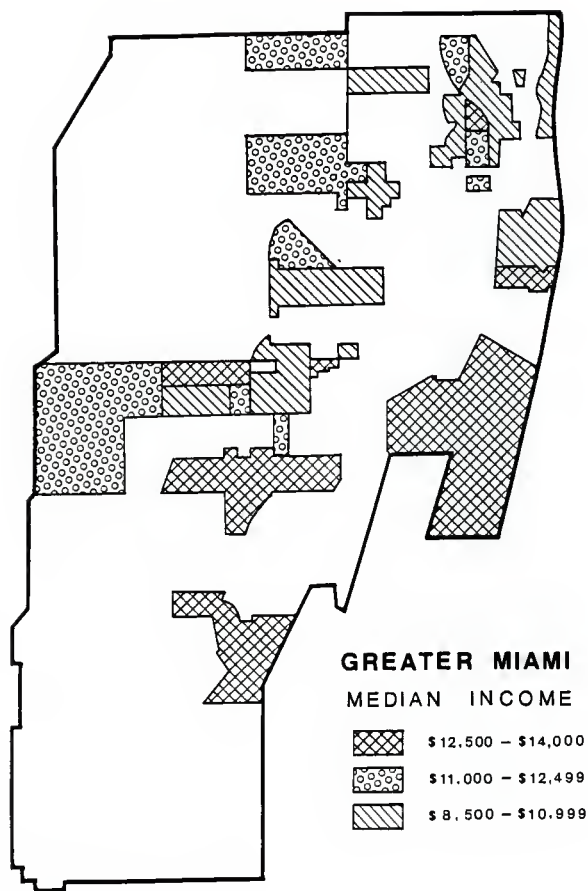 GREATER MIAMI
MEDIAN INCOME
$12,500 – $14,000
$11.000 – $12,499
$8,500 – $10,999